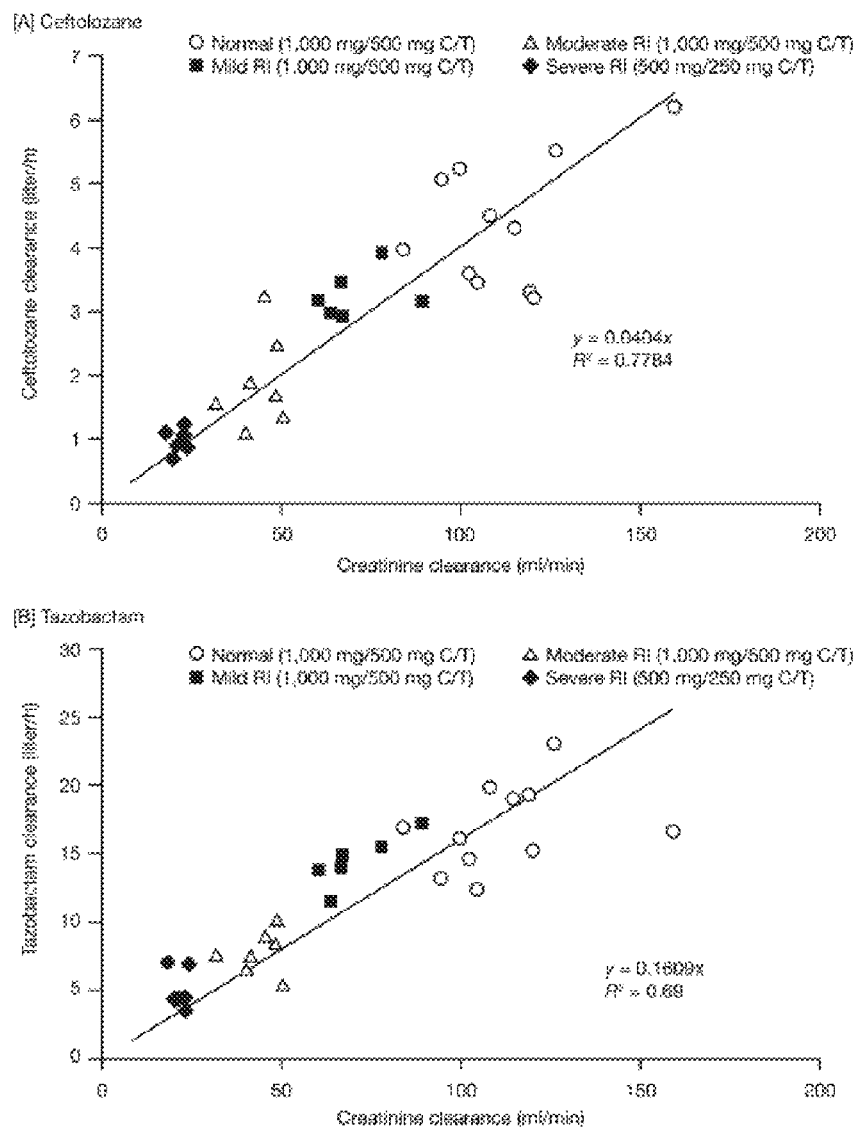 [A] Ceftolozane
○ Normal (1,000 mg/500 mg C/T) △ Moderate RI (1,000 mg/500 mg C/T)
■ Mild RI (1,000 mg/500 mg C/T) ◆ Severe RI (500 mg/250 mg C/T)
7
6
5
4
3
2
1
0
Ceftolozane clearance (liter/h)
y = 0.0404x
R² = 0.7784
0 50 100 150 200
Creatinine clearance (ml/min)
[B] Tazobactam
○ Normal (1,000 mg/500 mg C/T) △ Moderate RI (1,000 mg/500 mg C/T)
■ Mild RI (1,000 mg/500 mg C/T) ◆ Severe RI (500 mg/250 mg C/T)
30
25
20
15
10
5
0
Tazobactam clearance (liter/h)
y = 0.1609x
R² = 0.69
0 50 100 150 200
Creatinine clearance (ml/min)